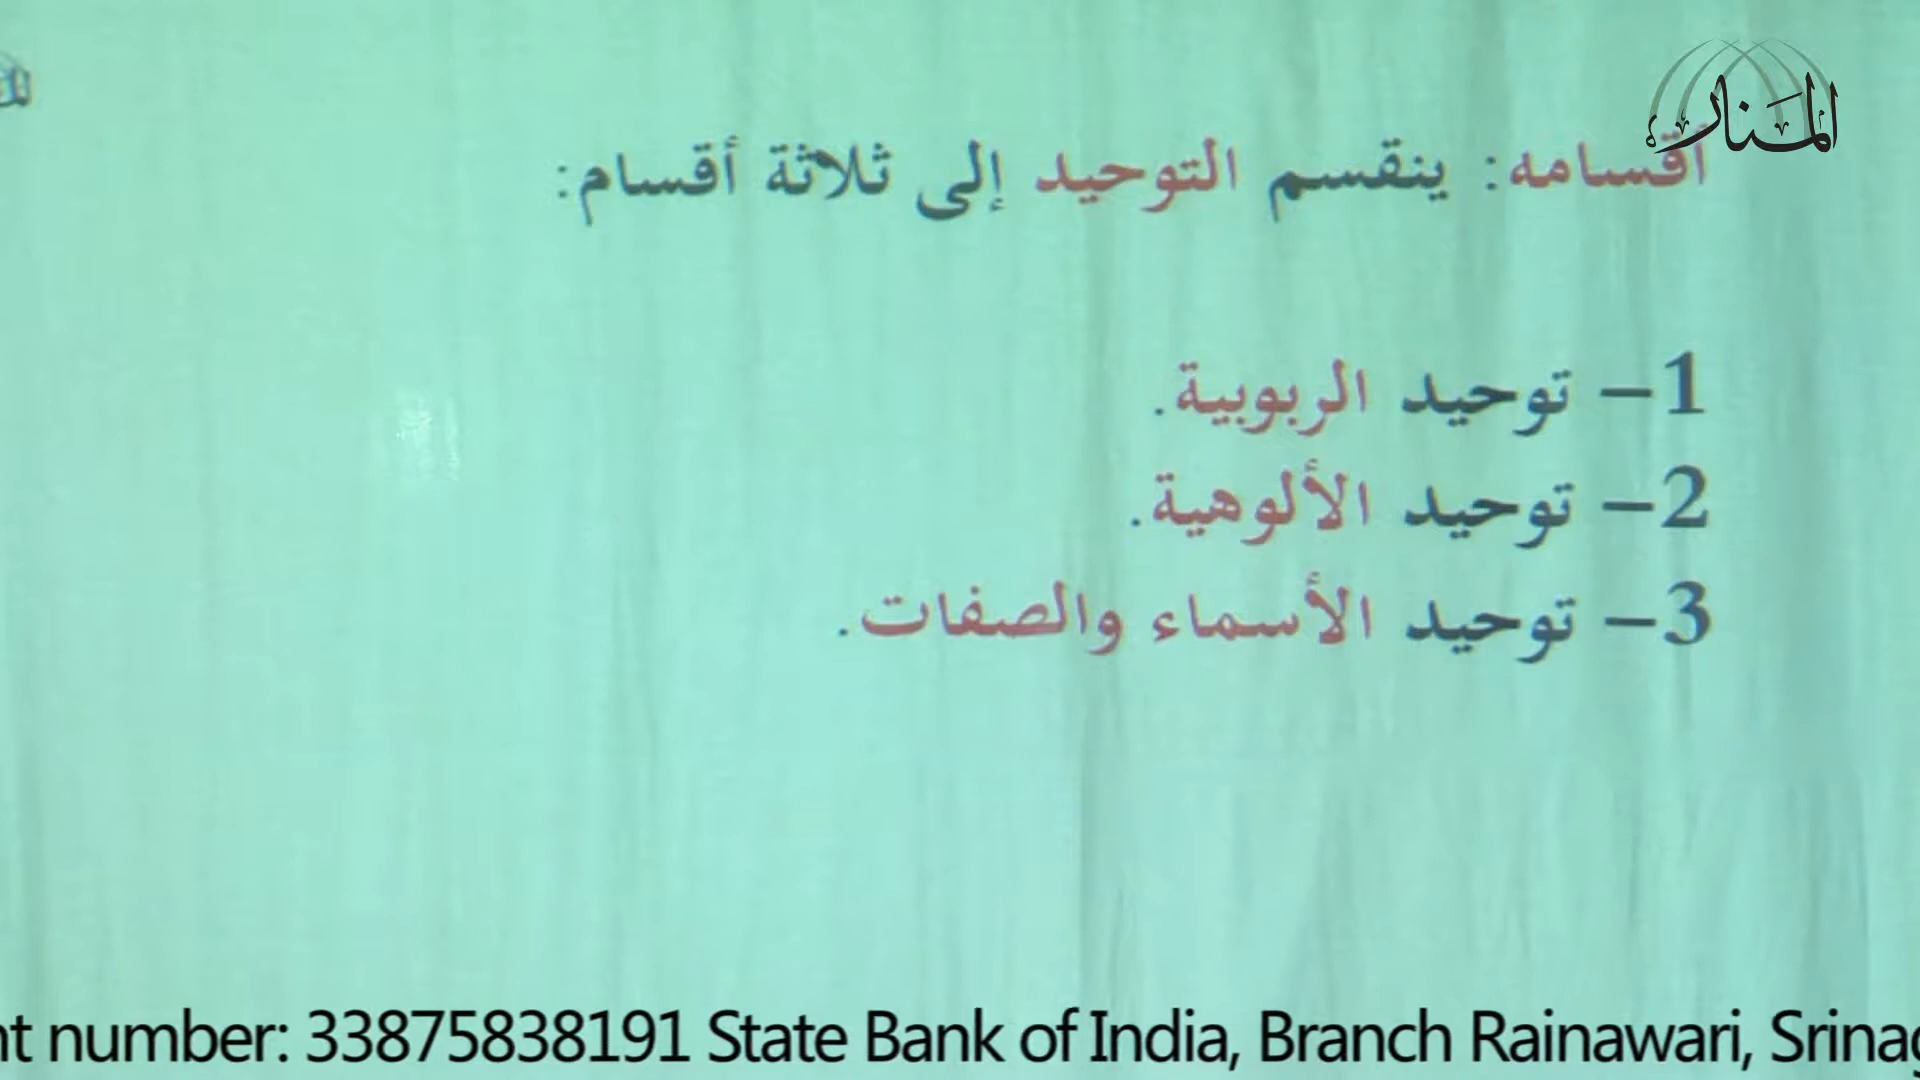 المنار
أقسامه: ينقسم التوحيد إلى ثلاثة أقسام:
1– توحيد الربوبية.
2– توحيد الألوهية.
3– توحيد الأسماء والصفات.
nt number: 33875838191 State Bank of India, Branch Rainawari, Srinag